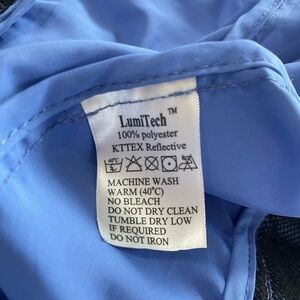 LumiTech™
100% polyester
KTTEX Reflective
40°C
MACHINE WASH
WARM (40°C)
NO BLEACH
DO NOT DRY CLEAN
TUMBLE DRY LOW
IF REQUIRED
DO NOT IRON